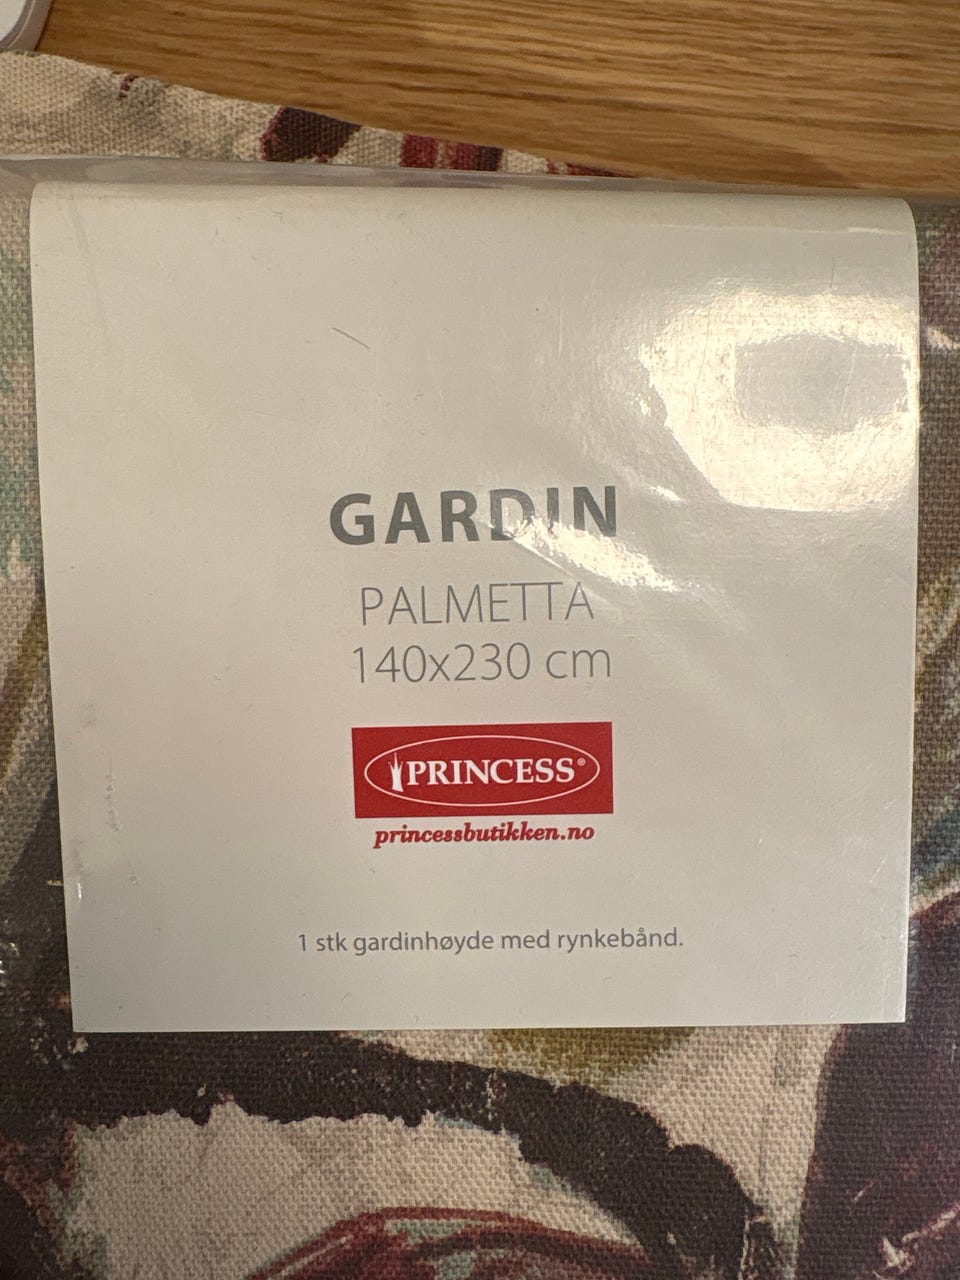 GARDIN
PALMETTA
140x230 cm
PRINCESS®
princessbutikken.no
1 stk gardinhøyde med rynkebånd.